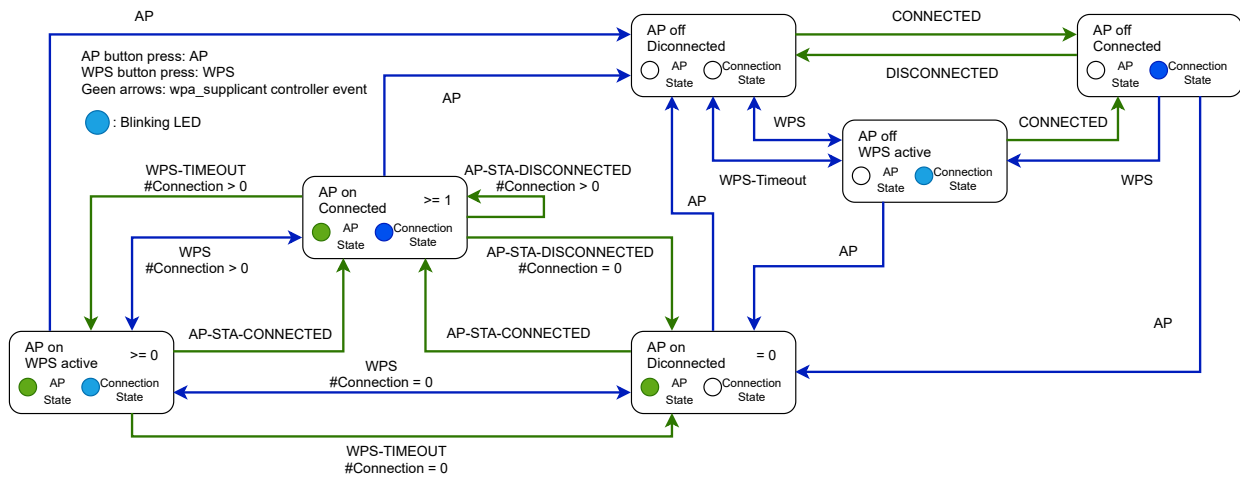 AP
CONNECTED
AP off
Diconnected
AP
State
Connection
State
AP off
Connected
AP
State
Connection
State
AP button press: AP
WPS button press: WPS
Geen arrows: wpa_supplicant controller event
: Blinking LED
DISCONNECTED
AP
WPS
CONNECTED
AP off
WPS active
AP
State
Connection
State
WPS-TIMEOUT
#Connection > 0
AP-STA-DISCONNECTED
#Connection > 0
WPS-Timeout
WPS
AP on
Connected
>= 1
AP
State
Connection
State
AP
WPS
#Connection > 0
AP-STA-DISCONNECTED
#Connection = 0
AP
AP
AP-STA-CONNECTED
AP-STA-CONNECTED
AP on
WPS active
>= 0
AP
State
Connection
State
WPS
#Connection = 0
AP on
Disconnected
= 0
AP
State
Connection
State
WPS-TIMEOUT
#Connection = 0